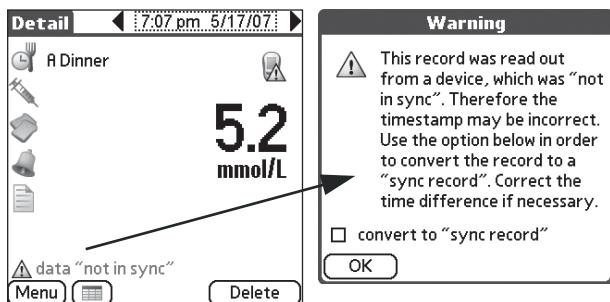 Detail
7:07 pm 5/17/07
A Dinner
5.2
mmol/L
data "not in sync"
Menu
Delete
Warning
This record was read out
from a device, which was "not
in sync". Therefore the
timestamp may be incorrect.
Use the option below in order
to convert the record to a
"sync record". Correct the
time difference if necessary.
convert to "sync record"
OK